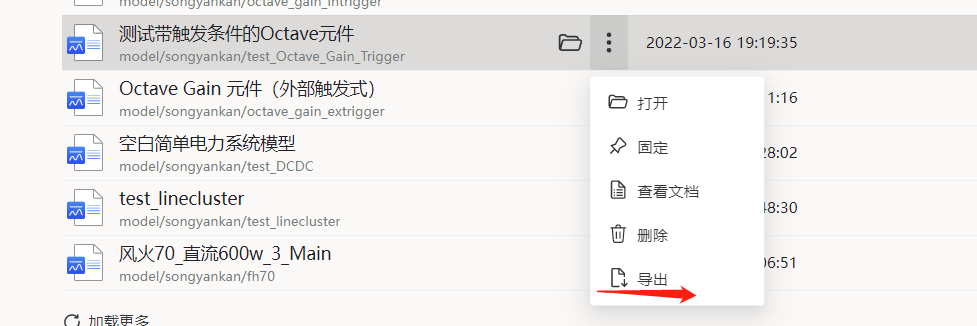 model/songyankan/octave_gain_intrigger
测试带触发条件的Octave元件
model/songyankan/test_Octave_Gain_Trigger
2022-03-16 19:19:35
Octave Gain 元件（外部触发式）
model/songyankan/octave_gain_extrigger
1:16
空白简单电力系统模型
model/songyankan/test_DCDC
28:02
test_linecluster
model/songyankan/test_linecluster
48:30
风火70_直流600w_3_Main
model/songyankan/fh70
06:51
打开
固定
查看文档
删除
导出
加载更多